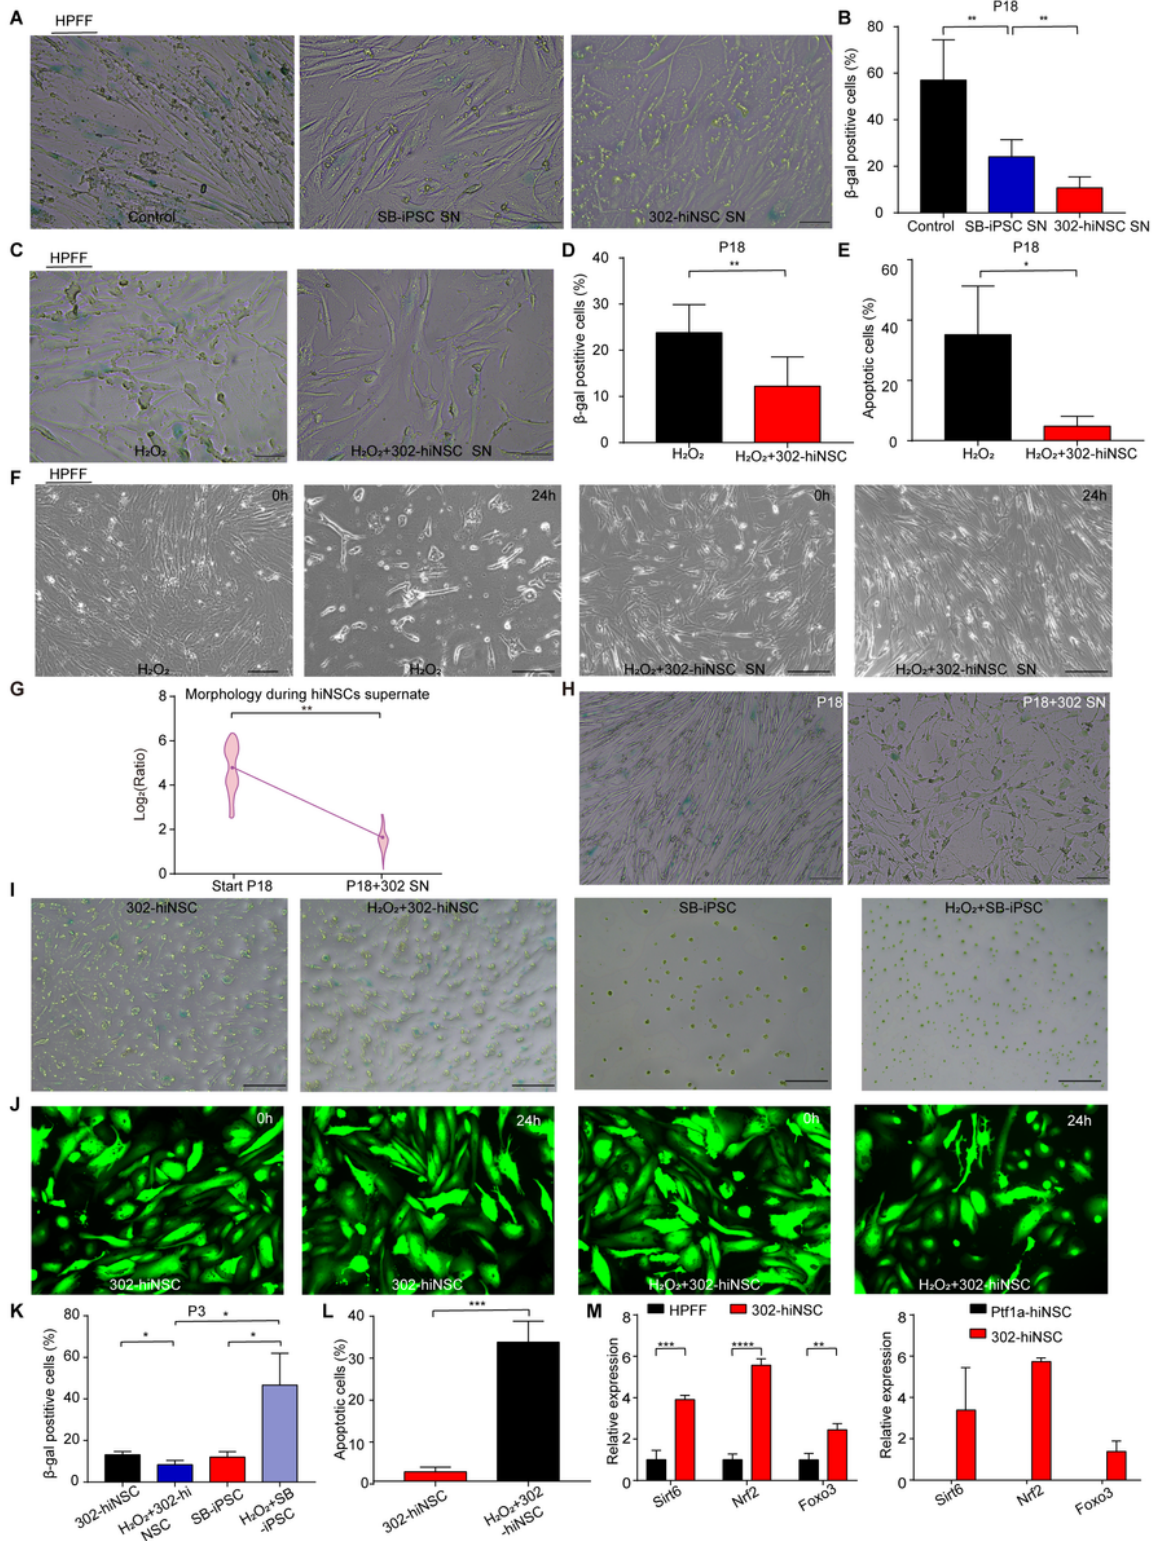 A
HPFF
Control
SB-iPSC SN
302-hiNSC SN
B
P18
**
**
β-gal postitive cells (%)
80
60
40
20
0
Control
SB-iPSC SN
302-hiNSC SN
C
HPFF
H₂O₂
H₂O₂+302-hiNSC SN
D
P18
**
β-gal postitive cells (%)
40
30
20
10
0
H₂O₂
H₂O₂+302-hiNSC
E
P18
*
Apoptotic cells (%)
60
40
20
0
H₂O₂
H₂O₂+302-hiNSC
F
HPFF
0h
H₂O₂
24h
H₂O₂
0h
H₂O₂+302-hiNSC SN
24h
H₂O₂+302-hiNSC SN
G
Morphology during hiNSCs supernate
**
Log₂(Ratio)
8
6
4
2
0
Start P18
P18+302 SN
H
P18
P18+302 SN
I
302-hiNSC
H₂O₂+302-hiNSC
SB-iPSC
H₂O₂+SB-iPSC
J
0h
302-hiNSC
24h
302-hiNSC
0h
H₂O₂+302-hiNSC
24h
H₂O₂+302-hiNSC
K
P3
*
*
*
β-gal postitive cells (%)
80
60
40
20
0
302-hiNSC
H₂O₂+302-hi
NSC
SB-iPSC
H₂O₂+SB
-iPSC
L
***
Apoptotic cells (%)
40
30
20
10
0
302-hiNSC
H₂O₂+302
-hiNSC
M
HPFF
302-hiNSC
***
****
**
Relative expression
8
6
4
2
0
Sirt6
Nrf2
Foxo3
Ptf1a-hiNSC
302-hiNSC
Relative expression
8
6
4
2
0
Sirt6
Nrf2
Foxo3